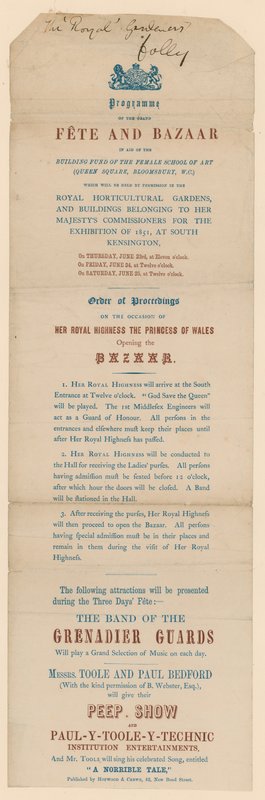 The 'Royal' Gardeners'
Folly
Programme
OF THE GRAND
FÊTE AND BAZAAR
IN AID OF THE
BUILDING FUND OF THE FEMALE SCHOOL OF ART
(QUEEN SQUARE, BLOOMSBURY, W.C.)
WHICH WILL BE HELD BY PERMISSION IN THE
ROYAL HORTICULTURAL GARDENS,
AND BUILDINGS BELONGING TO HER
MAJESTY'S COMMISSIONERS FOR THE
EXHIBITION OF 1851, AT SOUTH
KENSINGTON,
On THURSDAY, JUNE 23rd, at Eleven o'clock.
On FRIDAY, JUNE 24, at Twelve o'clock.
On SATURDAY, JUNE 25, at Twelve o'clock.
Order of Proceedings
ON THE OCCASION OF
HER ROYAL HIGHNESS THE PRINCESS OF WALES
Opening the
BAZAAR.
1. HER ROYAL HIGHNESS will arrive at the South
Entrance at Twelve o'clock. "God Save the Queen"
will be played. The 1st Middlesex Engineers will
act as a Guard of Honour. All perſons in the
entrances and elſewhere muſt keep their places until
after Her Royal Highneſs has paſſed.
2. HER ROYAL HIGHNESS will be conducted to
the Hall for receiving the Ladies' purſes. All perſons
having admiſſion muſt be ſeated before 12 o'clock,
after which hour the doors will be cloſed. A Band
will be ſtationed in the Hall.
3. After receiving the purſes, Her Royal Highneſs
will then proceed to open the Bazaar. All perſons
having ſpecial admiſſion muſt be in their places and
remain in them during the viſit of Her Royal
Highneſs.
The following attractions will be presented
during the Three Days' Fête:—
THE BAND OF THE
GRENADIER GUARDS
Will play a Grand Selection of Music on each day.
MESSRS. TOOLE AND PAUL BEDFORD
(With the kind permission of B. Webster, Esq.),
will give their
PEEP. SHOW
AND
PAUL-Y-TOOLE-Y-TECHNIC
INSTITUTION ENTERTAINMENTS,
And Mr. TOOLE will sing his celebrated Song, entitled
"A NORRIBLE TALE,"
Published by HOPWOOD & CREWE, 42, New Bond Street.